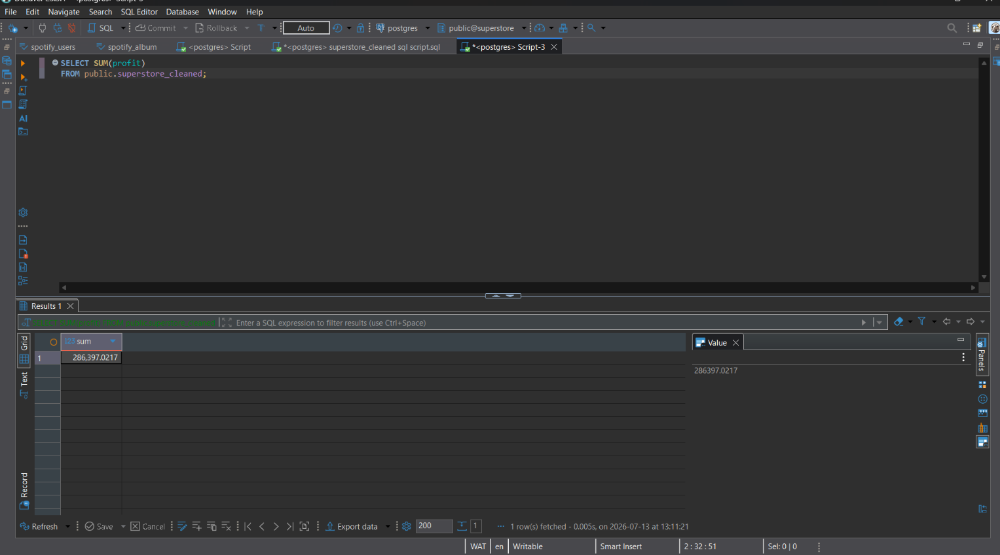 File Edit Navigate Search SQL Editor Database Window Help
SQL Commit Rollback Auto postgres public@superstore
spotify_users spotify_album <postgres> Script *<postgres> superstore_cleaned sql script.sql *<postgres> Script-3
SELECT SUM(profit)
FROM public.superstore_cleaned;
AI
Results 1
SELECT SUM(profit) FROM public.superstore_cleaned Enter a SQL expression to filter results (use Ctrl+Space)
Grid
Text
Record
123 sum
1 286,397.0217
Value
286397.0217
Panels
Refresh Save Cancel Export data 200 1 ... 1 row(s) fetched - 0.005s, on 2026-07-13 at 13:11:21
WAT en Writable Smart Insert 2 : 32 : 51 Sel: 0 | 0